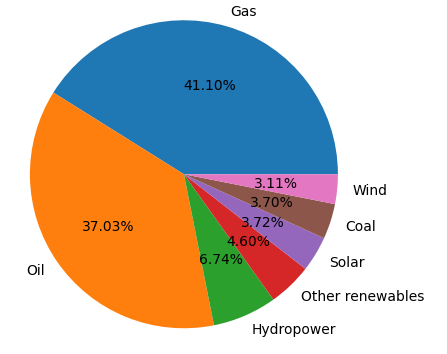 Gas
41.10%
37.03%
Oil
6.74%
Hydropower
4.60%
Other renewables
3.72%
Solar
3.70%
Coal
3.11%
Wind